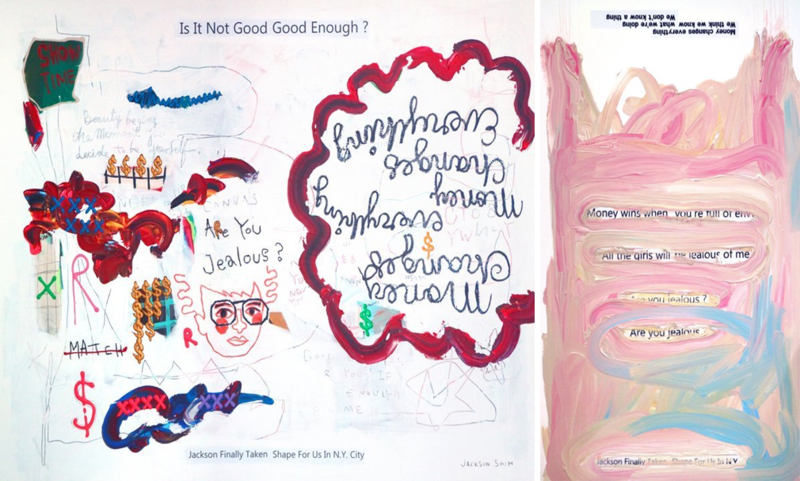 Is It Not Good Good Enough ?
SHOW
TIME
Beauty begins
the moment you
decide to be yourself
Are You
Jealous ?
Money
Changes
everything
Money
Changes
Everything
$
$
X
R
R
MATCH
$
XXXX
XXX
ME
Jackson Finally Taken Shape For Us In N.Y. City
JACKSON SHIM
Money changes everything
We think we know what we're doing
We don't know a thing
Money wins when you're full of env
All the girls will be jealous of me
you jealous ?
Are you jealous
Jackson Finally Taken Shape For Us In N.Y